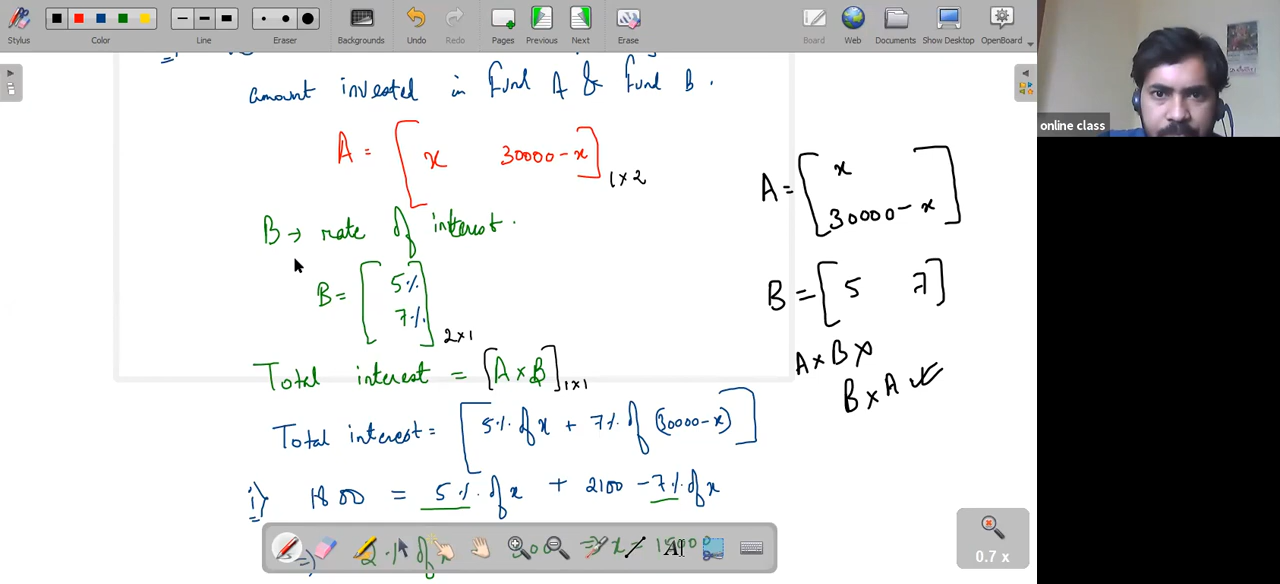 Stylus
Color
Line
Eraser
Backgrounds
Undo
Redo
Pages
Previous
Next
Erase
Board
Web
Documents
Show Desktop
OpenBoard
online class
amount invested in Fund A & Fund B.
A = [ x 30000-x ] 1×2
B → rate of interest.
B = [ 5%
7% ] 2×1
Total interest = [A×B] 1×1
Total interest = [ 5% of x + 7% of (30000-x) ]
i) 1800 = 5% of x + 2100 - 7% of x
A = [ x
30000-x ]
B = [ 5 7 ]
A×B ×
B×A ✓
0.7 x